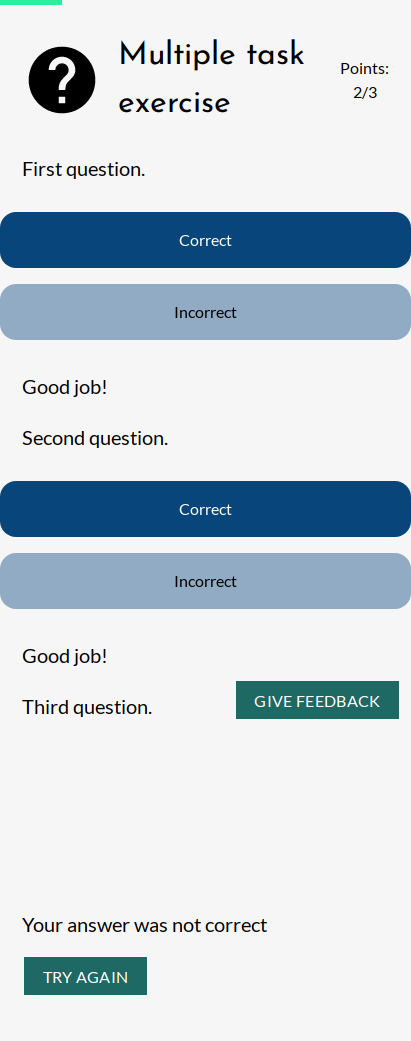 Multiple task
exercise
Points:
2/3
First question.
Correct
Incorrect
Good job!
Second question.
Correct
Incorrect
Good job!
Third question.
GIVE FEEDBACK
Your answer was not correct
TRY AGAIN